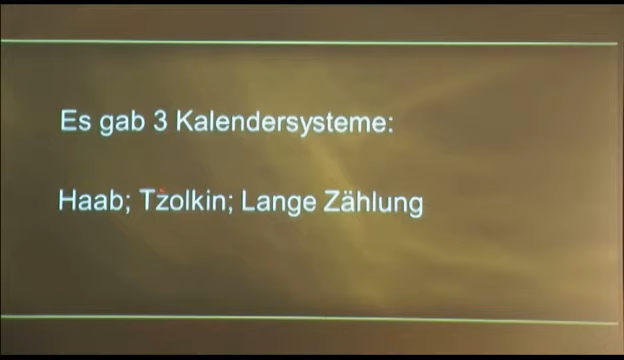 Es gab 3 Kalendersysteme:
Haab; Tzolkin; Lange Zählung